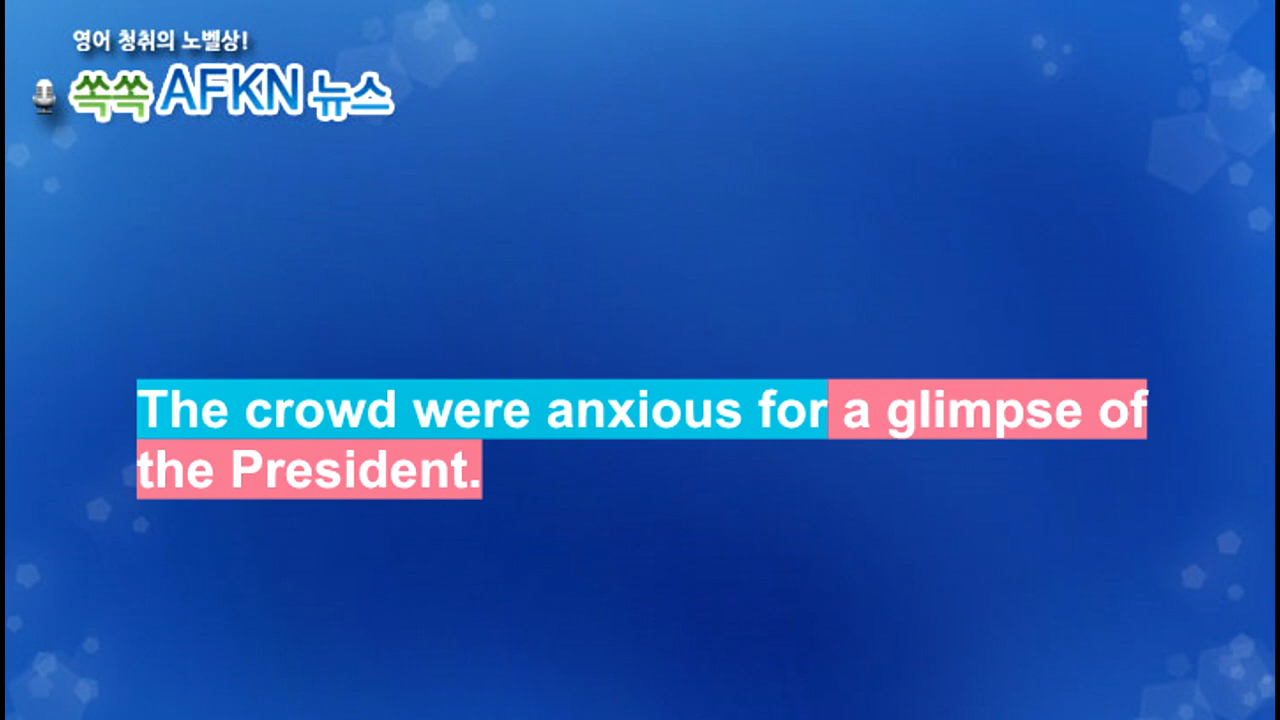 영어 청취의 노벨상!
쏙쏙 AFKN 뉴스
The crowd were anxious for a glimpse of
the President.